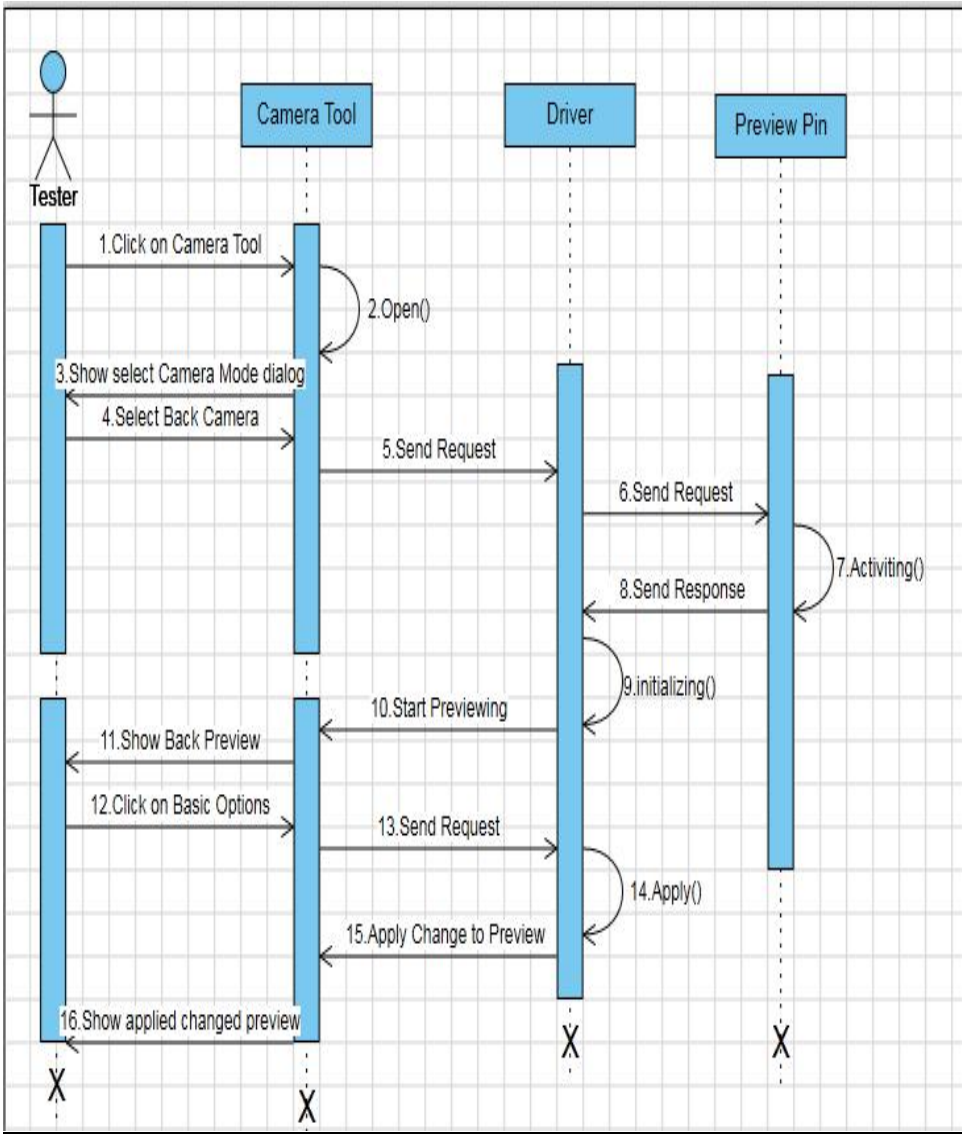 Camera Tool
Driver
Preview Pin
Tester
1.Click on Camera Tool
2.Open()
3.Show select Camera Mode dialog
4.Select Back Camera
5.Send Request
6.Send Request
7.Activiting()
8.Send Response
9.initializing()
10.Start Previewing
11.Show Back Preview
12.Click on Basic Options
13.Send Request
14.Apply()
15.Apply Change to Preview
16.Show applied changed preview